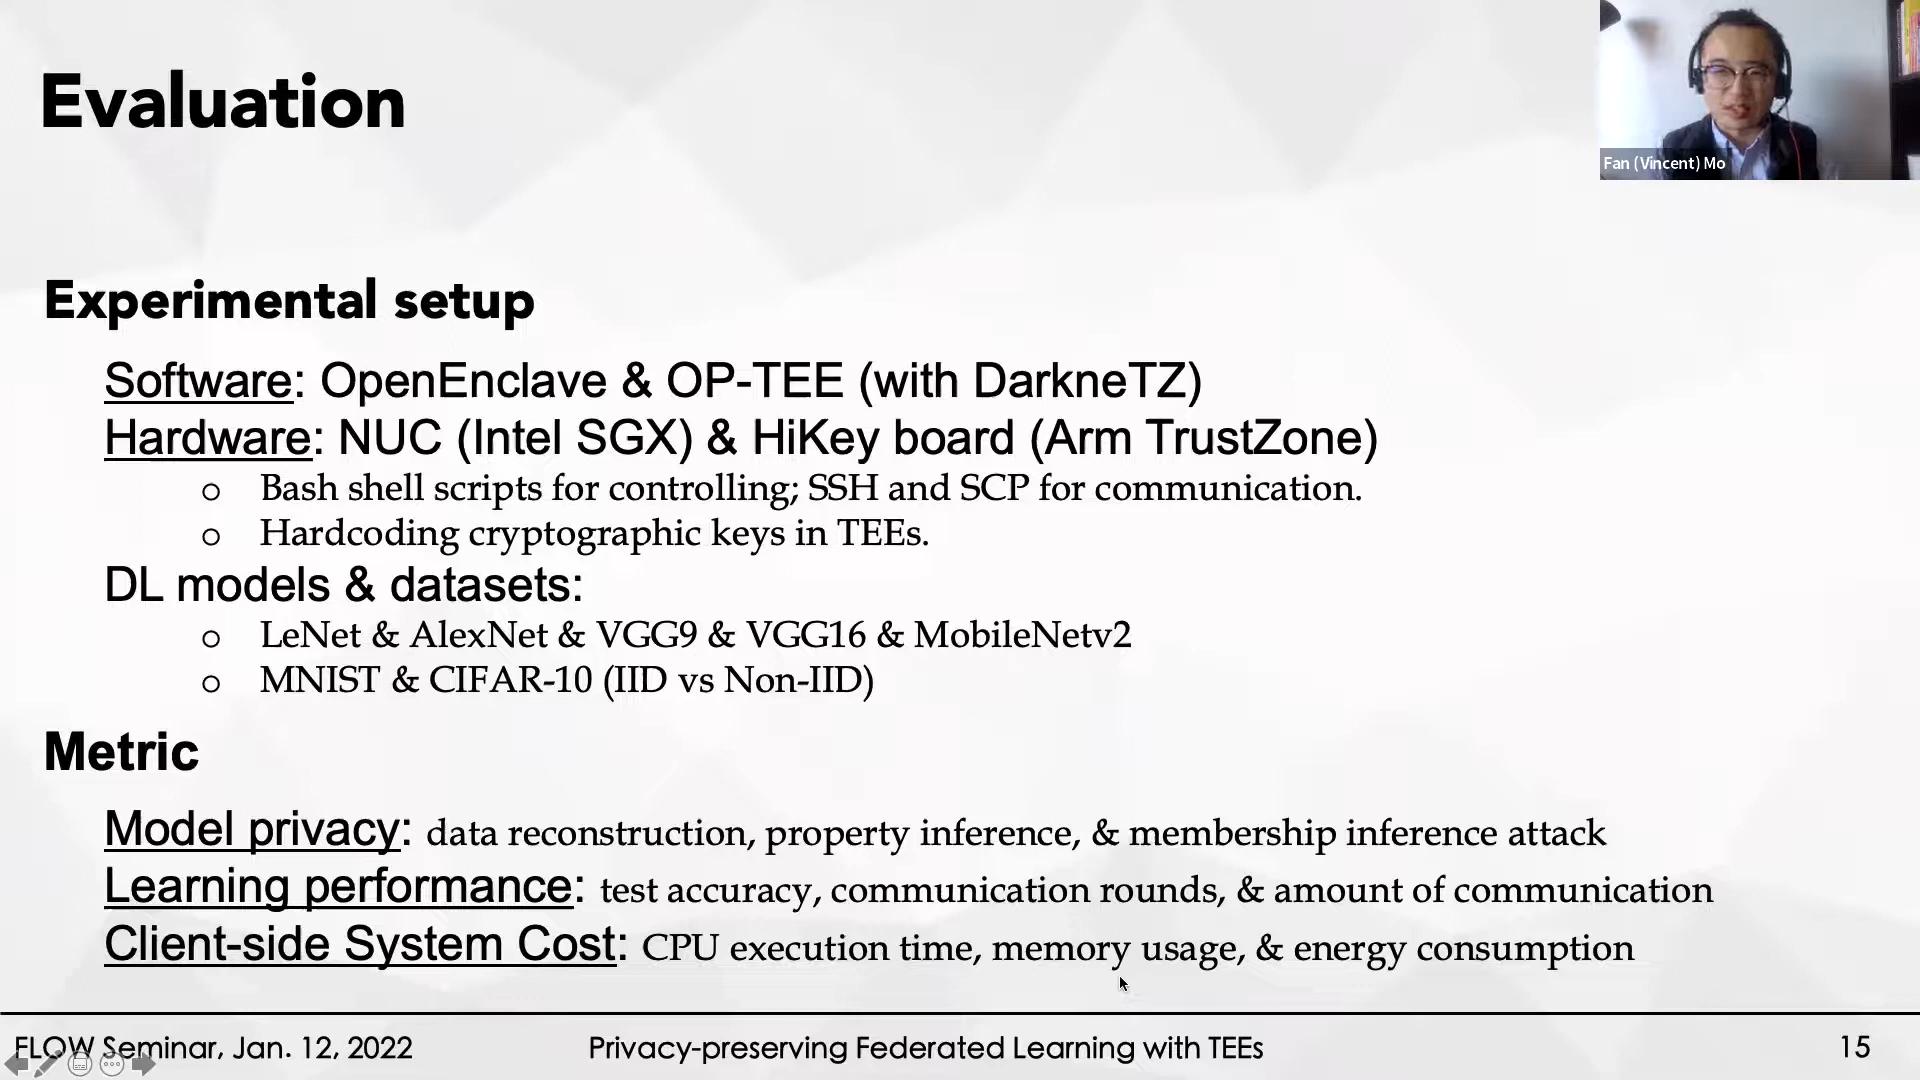 Evaluation
Fan (Vincent) Mo
Experimental setup
Software: OpenEnclave & OP-TEE (with DarkneTZ)
Hardware: NUC (Intel SGX) & HiKey board (Arm TrustZone)
○ Bash shell scripts for controlling; SSH and SCP for communication.
○ Hardcoding cryptographic keys in TEEs.
DL models & datasets:
○ LeNet & AlexNet & VGG9 & VGG16 & MobileNetv2
○ MNIST & CIFAR-10 (IID vs Non-IID)
Metric
Model privacy: data reconstruction, property inference, & membership inference attack
Learning performance: test accuracy, communication rounds, & amount of communication
Client-side System Cost: CPU execution time, memory usage, & energy consumption
FLOW Seminar, Jan. 12, 2022
Privacy-preserving Federated Learning with TEEs
15